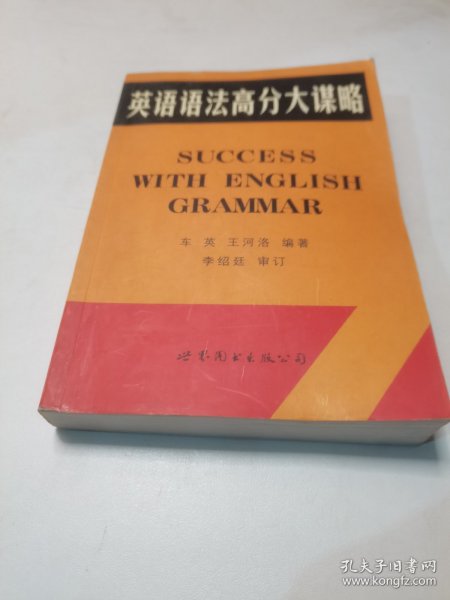 英语语法高分大谋略
SUCCESS
WITH ENGLISH
GRAMMAR
车 英 王河洛 编著
李绍廷 审订
世界图书出版公司
孔夫子旧书网
www.kongfz.com